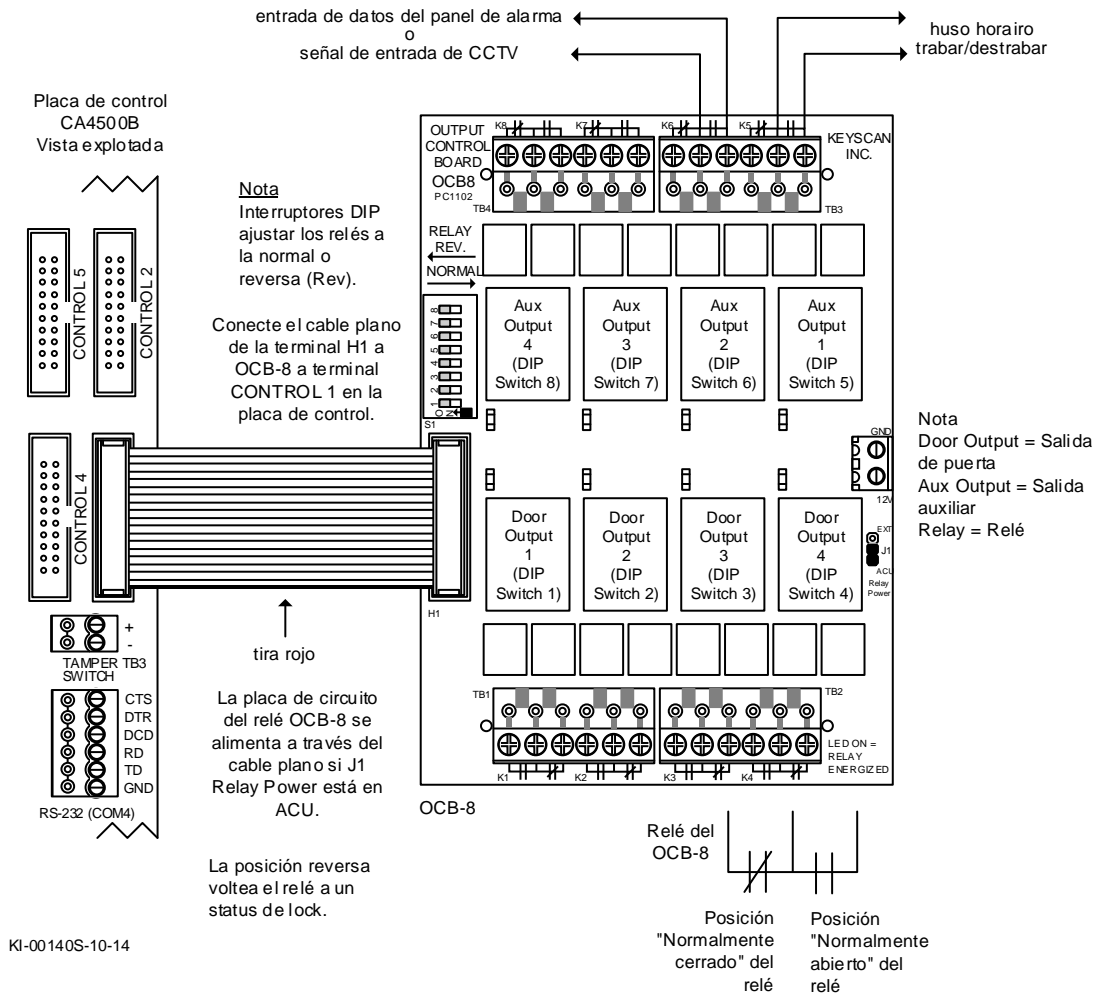 entrada de datos del panel de alarma
o
señal de entrada de CCTV
huso horairo
trabar/destrabar
Placa de control
CA4500B
Vista explotada
CONTROL 5
CONTROL 2
CONTROL 4
Nota
Interruptores DIP
ajustar los relés a
la normal o
reversa (Rev).
Conecte el cable plano
de la terminal H1 a
OCB-8 a terminal
CONTROL 1 en la
placa de control.
K8
K7
K6
K5
OUTPUT
CONTROL
BOARD
OCB8
PC1102
KEYSCAN
INC.
TB4
TB3
RELAY
REV.
NORMAL
8
7
6
5
4
3
2
1
ON
S1
Aux
Output
4
(DIP
Switch 8)
Aux
Output
3
(DIP
Switch 7)
Aux
Output
2
(DIP
Switch 6)
Aux
Output
1
(DIP
Switch 5)
GND
12V
Nota
Door Output = Salida
de puerta
Aux Output = Salida
auxiliar
Relay = Relé
Door
Output
1
(DIP
Switch 1)
Door
Output
2
(DIP
Switch 2)
Door
Output
3
(DIP
Switch 3)
Door
Output
4
(DIP
Switch 4)
EXT
J1
ACU
Relay
Power
H1
+
-
TAMPER TB3
SWITCH
CTS
DTR
DCD
RD
TD
GND
RS-232 (COM4)
tira rojo
La placa de circuito
del relé OCB-8 se
alimenta a través del
cable plano si J1
Relay Power está en
ACU.
La posición reversa
voltea el relé a un
status de lock.
TB1
TB2
K1
K2
K3
K4
LED ON =
RELAY
ENERGIZED
OCB-8
Relé del
OCB-8
Posición
"Normalmente
cerrado" del
relé
Posición
"Normalmente
abierto" del
relé
KI-00140S-10-14